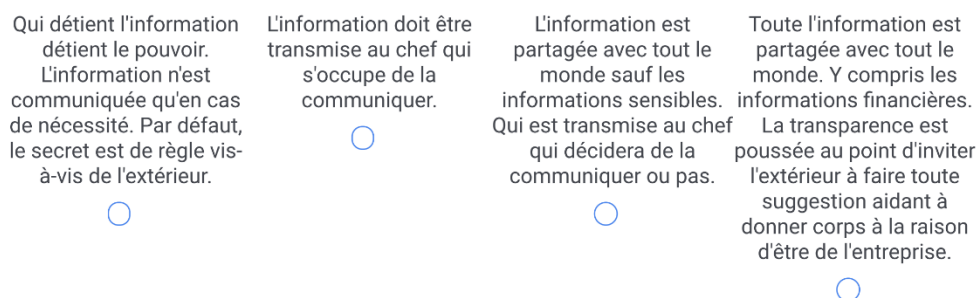 Qui détient l'information
détient le pouvoir.
L'information n'est
communiquée qu'en cas
de nécessité. Par défaut,
le secret est de règle vis-
à-vis de l'extérieur.
L'information doit être
transmise au chef qui
s'occupe de la
communiquer.
L'information est
partagée avec tout le
monde sauf les
informations sensibles.
Qui est transmise au chef
qui décidera de la
communiquer ou pas.
Toute l'information est
partagée avec tout le
monde. Y compris les
informations financières.
La transparence est
poussée au point d'inviter
l'extérieur à faire toute
suggestion aidant à
donner corps à la raison
d'être de l'entreprise.